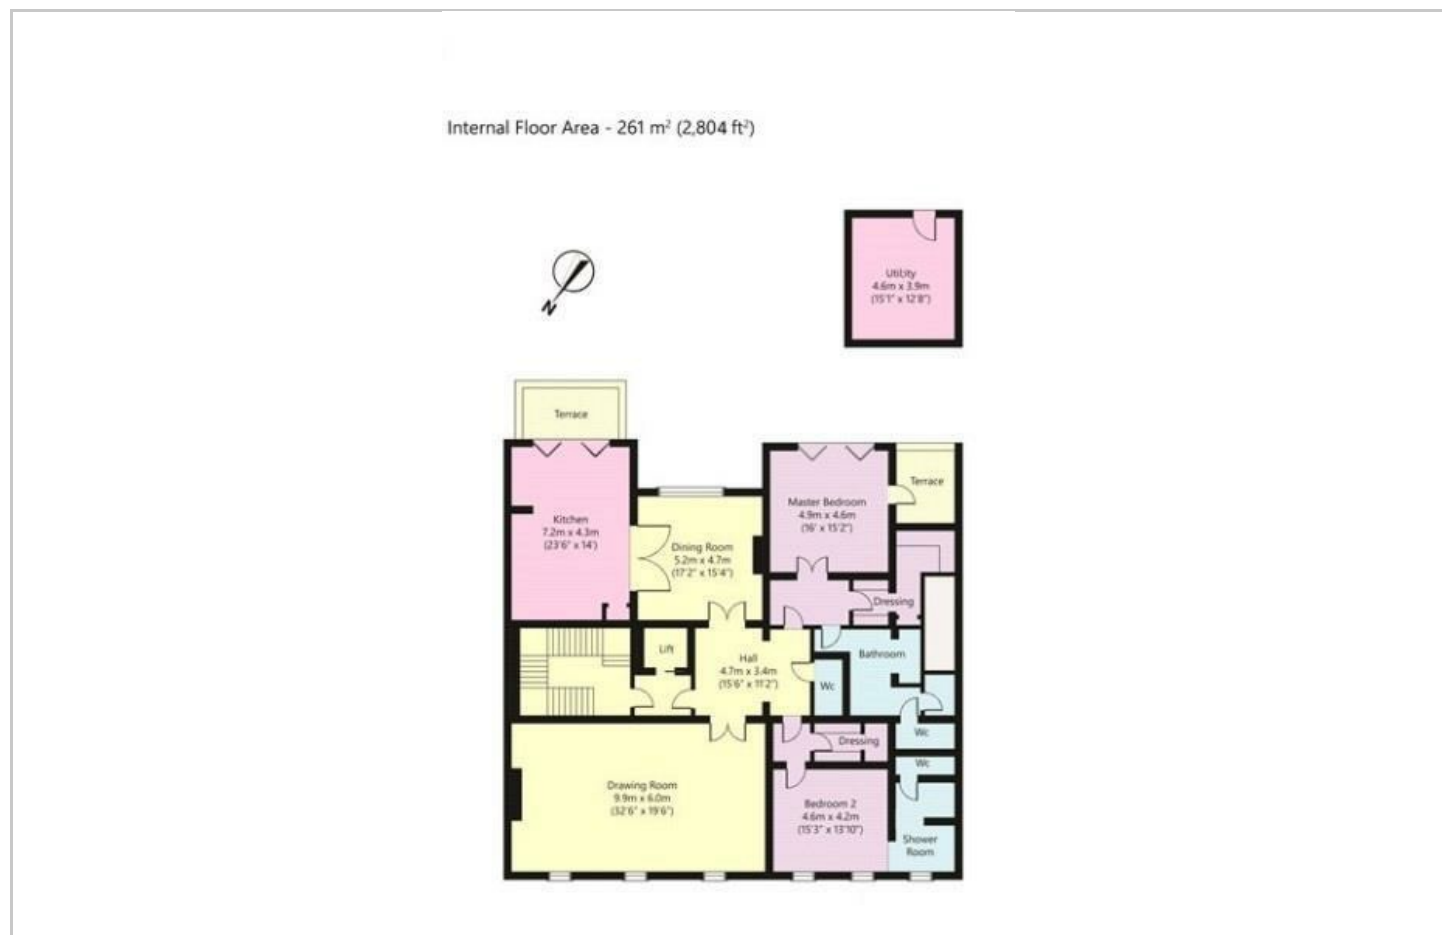 Internal Floor Area - 261 m² (2,804 ft²)
Utility
4.6m x 3.9m
(15'1" x 12'8")
N
Terrace
Kitchen
7.2m x 4.3m
(23'6" x 14')
Dining Room
5.2m x 4.7m
(17'2" x 15'4")
Master Bedroom
4.9m x 4.6m
(16' x 15'2")
Terrace
Dressing
Lift
Hall
4.7m x 3.4m
(15'6" x 11'2")
Bathroom
Wc
Wc
Dressing
Wc
Drawing Room
9.9m x 6.0m
(32'6" x 19'6")
Bedroom 2
4.6m x 4.2m
(15'3" x 13'10")
Shower
Room